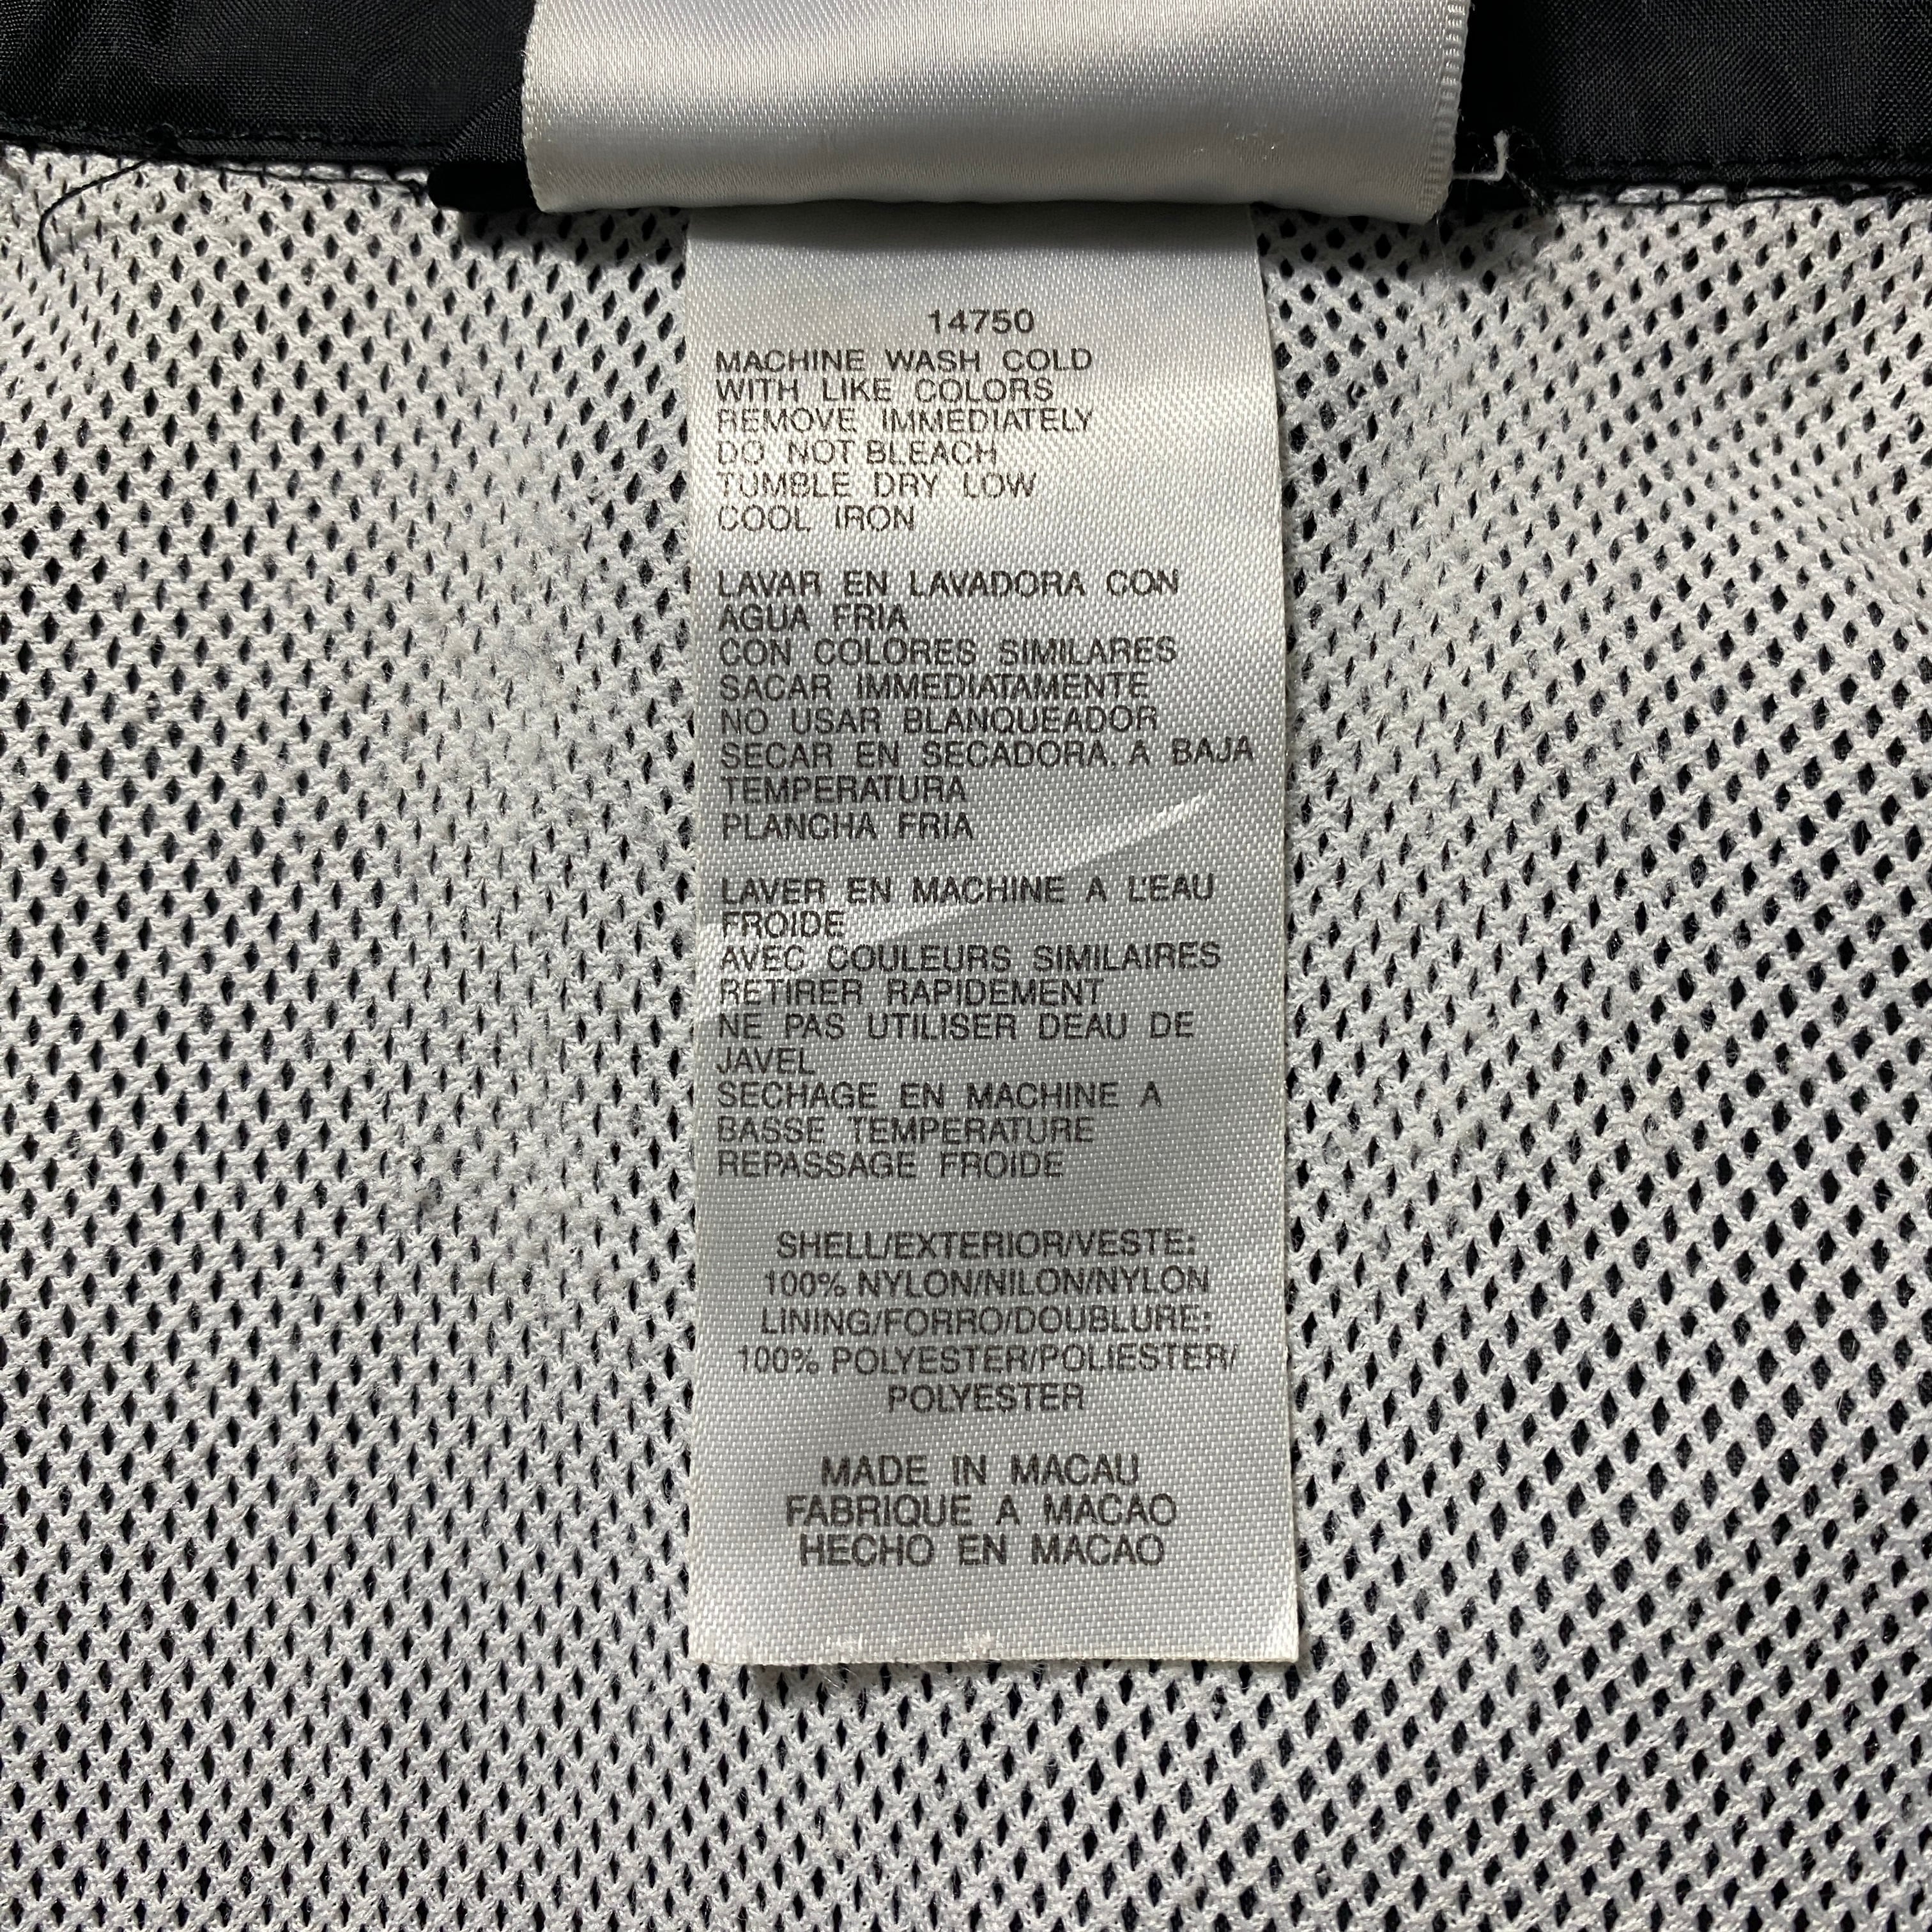 14750
MACHINE WASH COLD
WITH LIKE COLORS
REMOVE IMMEDIATELY
DO NOT BLEACH
TUMBLE DRY LOW
COOL IRON
LAVAR EN LAVADORA CON
AGUA FRIA
CON COLORES SIMILARES
SACAR IMMEDIATAMENTE
NO USAR BLANQUEADOR
SECAR EN SECADORA. A BAJA
TEMPERATURA
PLANCHA FRIA
LAVER EN MACHINE A L'EAU
FROIDE
AVEC COULEURS SIMILAIRES
RETIRER RAPIDEMENT
NE PAS UTILISER DEAU DE
JAVEL
SECHAGE EN MACHINE A
BASSE TEMPERATURE
REPASSAGE FROIDE
SHELL/EXTERIOR/VESTE:
100% NYLON/NILON/NYLON
LINING/FORRO/DOUBLURE:
100% POLYESTER/POLIESTER/
POLYESTER
MADE IN MACAU
FABRIQUE A MACAO
HECHO EN MACAO